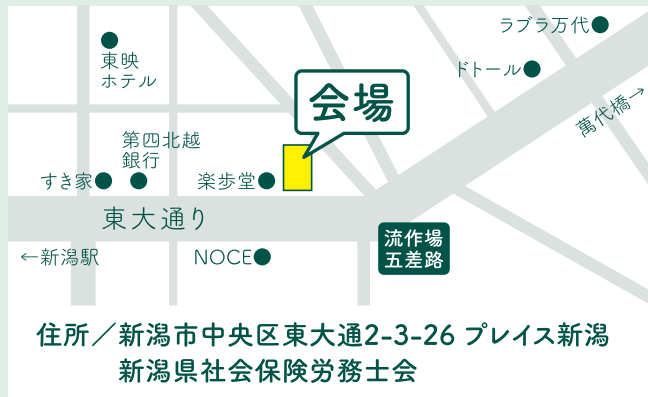 ラブラ万代
東映
ホテル
ドトール
会場
萬代橋→
第四北越
銀行
すき家
楽歩堂
東大通り
流作場
五差路
←新潟駅
NOCE
住所／新潟市中央区東大通2-3-26 プレイス新潟
新潟県社会保険労務士会